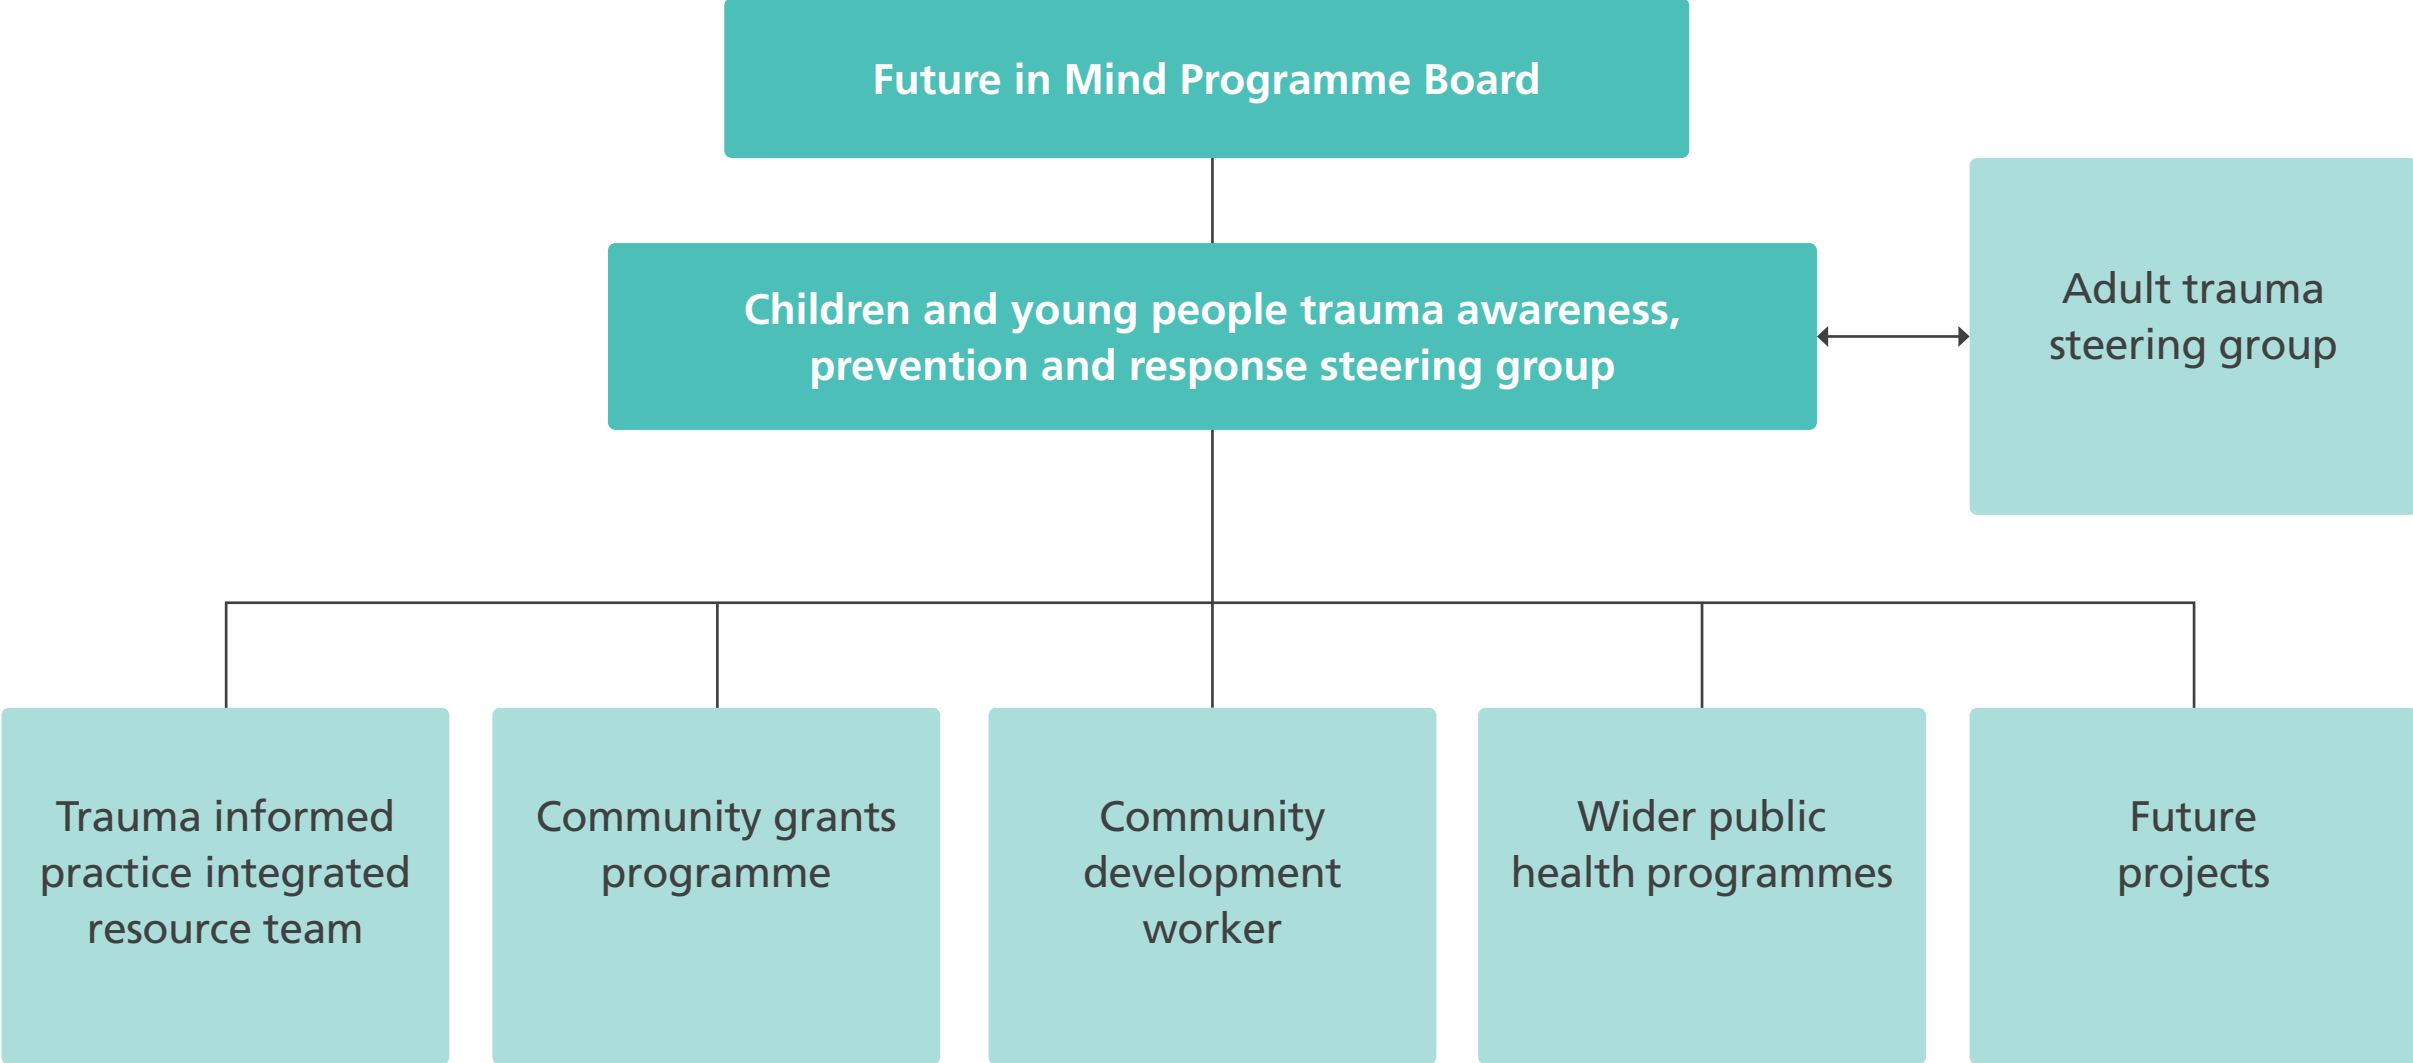 Future in Mind Programme Board
Children and young people trauma awareness,
prevention and response steering group
Adult trauma
steering group
Trauma informed
practice integrated
resource team
Community grants
programme
Community
development
worker
Wider public
health programmes
Future
projects